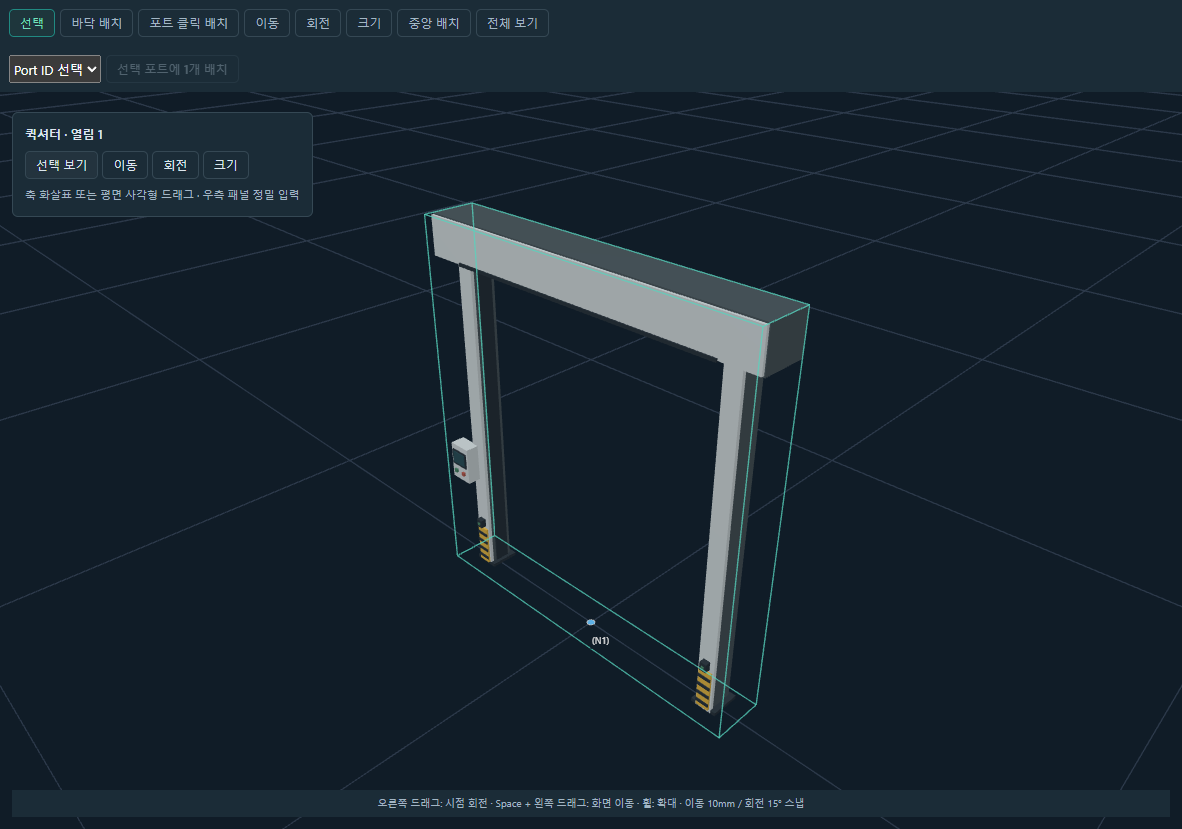 선택 바닥 배치 포트 클릭 배치 이동 회전 크기 중앙 배치 전체 보기
Port ID 선택 선택 포트에 1개 배치
퀵셔터 · 열림 1
선택 보기 이동 회전 크기
축 화살표 또는 평면 사각형 드래그 · 우측 패널 정밀 입력
(N1)
오른쪽 드래그: 시점 회전 · Space + 왼쪽 드래그: 화면 이동 · 휠: 확대 · 이동 10mm / 회전 15° 스냅